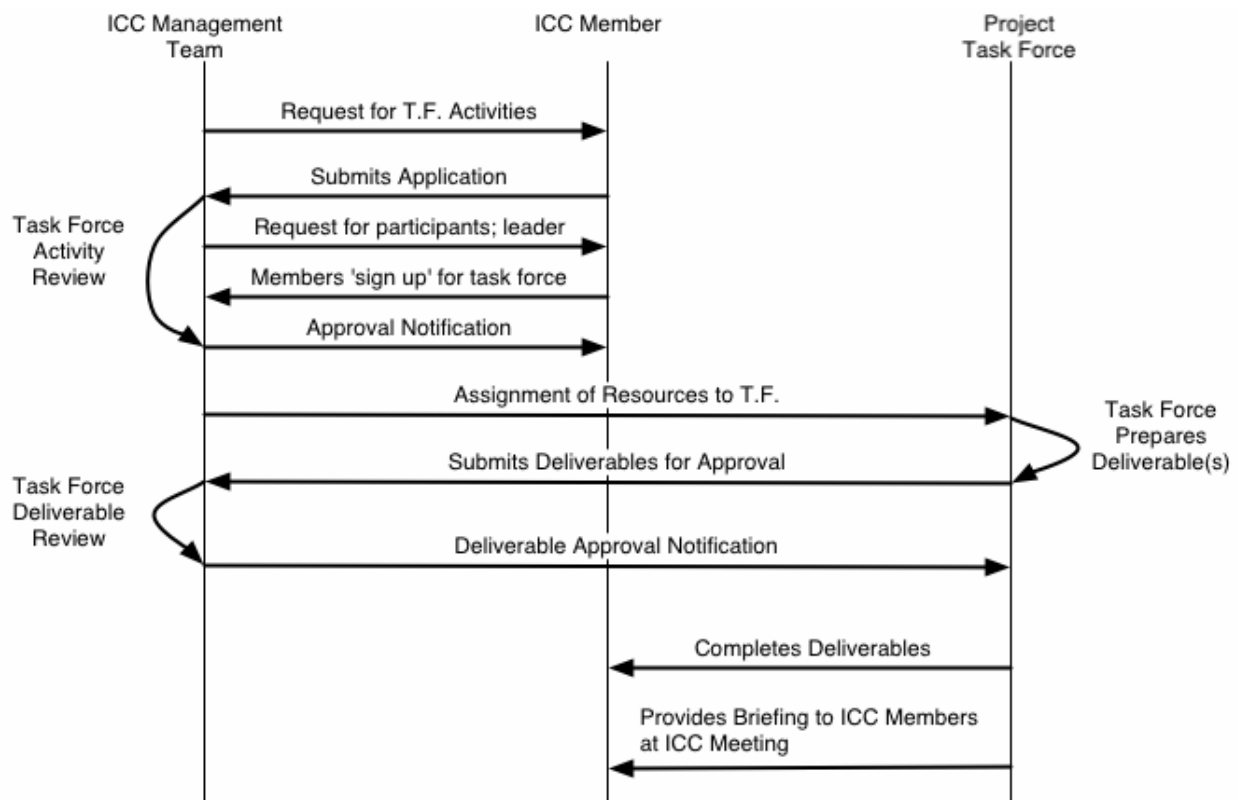 ICC Management
Team
ICC Member
Project
Task Force
Request for T.F. Activities
Submits Application
Task Force
Activity
Review
Request for participants; leader
Members 'sign up' for task force
Approval Notification
Assignment of Resources to T.F.
Task Force
Prepares
Deliverable(s)
Submits Deliverables for Approval
Task Force
Deliverable
Review
Deliverable Approval Notification
Completes Deliverables
Provides Briefing to ICC Members
at ICC Meeting